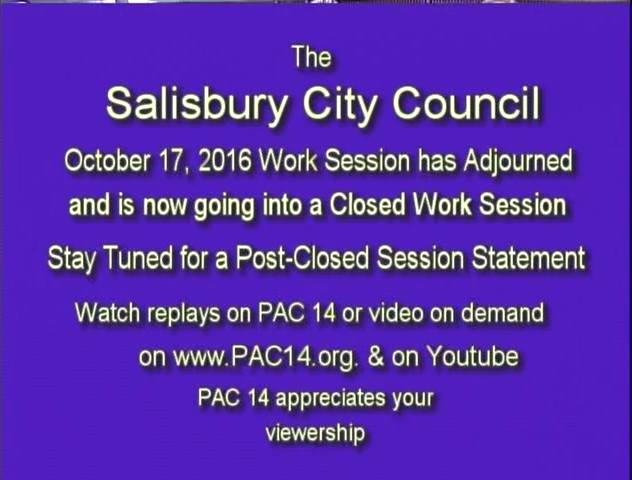 The
Salisbury City Council
October 17, 2016 Work Session has Adjourned
and is now going into a Closed Work Session
Stay Tuned for a Post-Closed Session Statement
Watch replays on PAC 14 or video on demand
on www.PAC14.org. & on Youtube
PAC 14 appreciates your
viewership